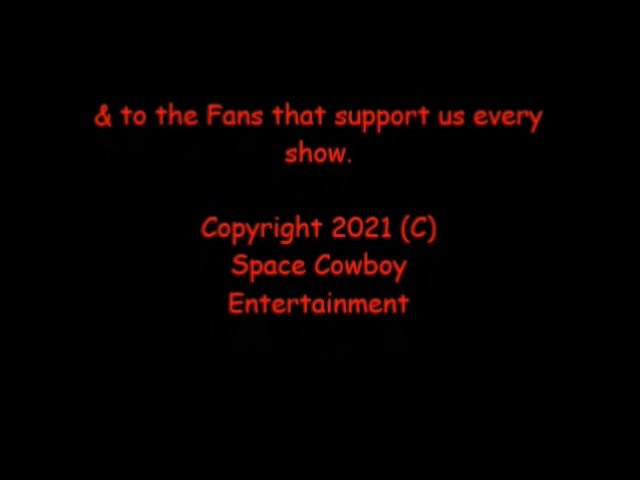 & to the Fans that support us every
show.
Copyright 2021 (C)
Space Cowboy
Entertainment